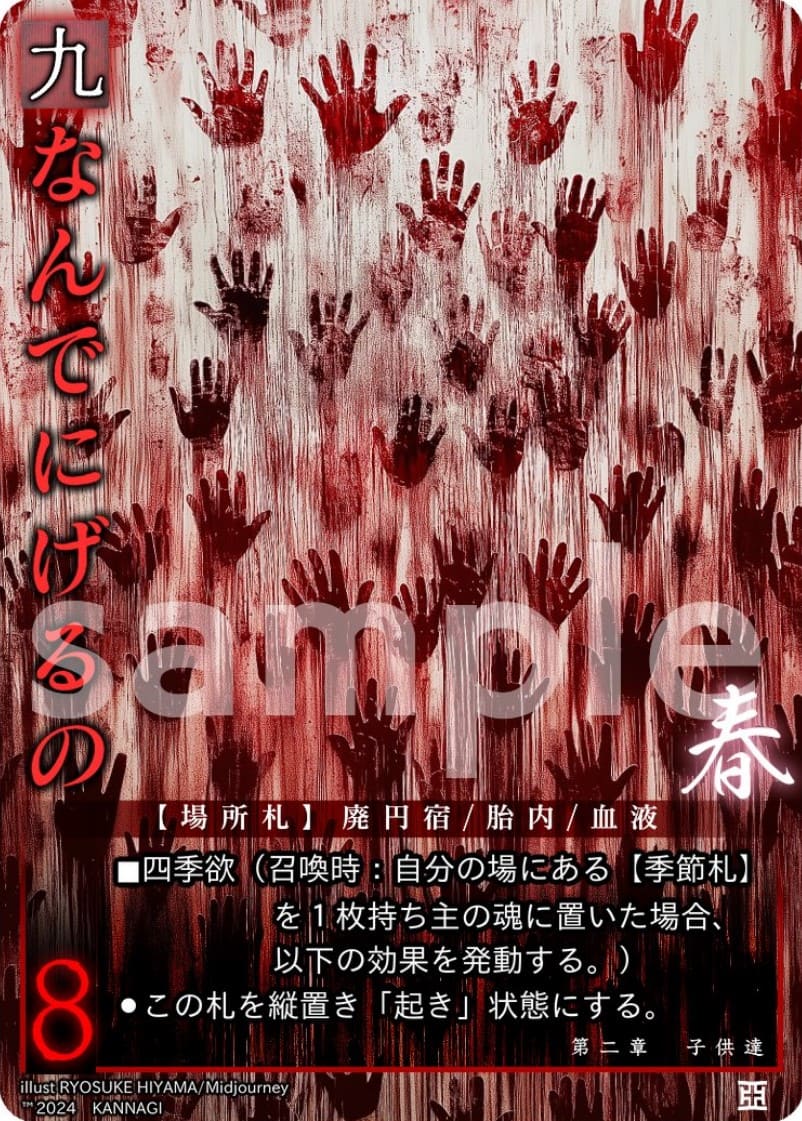 九
なんでにげるの
sample
春
【場所札】廃円宿/胎内/血液
■四季欲（召喚時：自分の場にある【季節札】
を1枚持ち主の魂に置いた場合、
以下の効果を発動する。）
●この札を縦置き「起き」状態にする。
8
第二章 子供達
illust RYOSUKE HIYAMA/Midjourney
™2024 KANNAGI